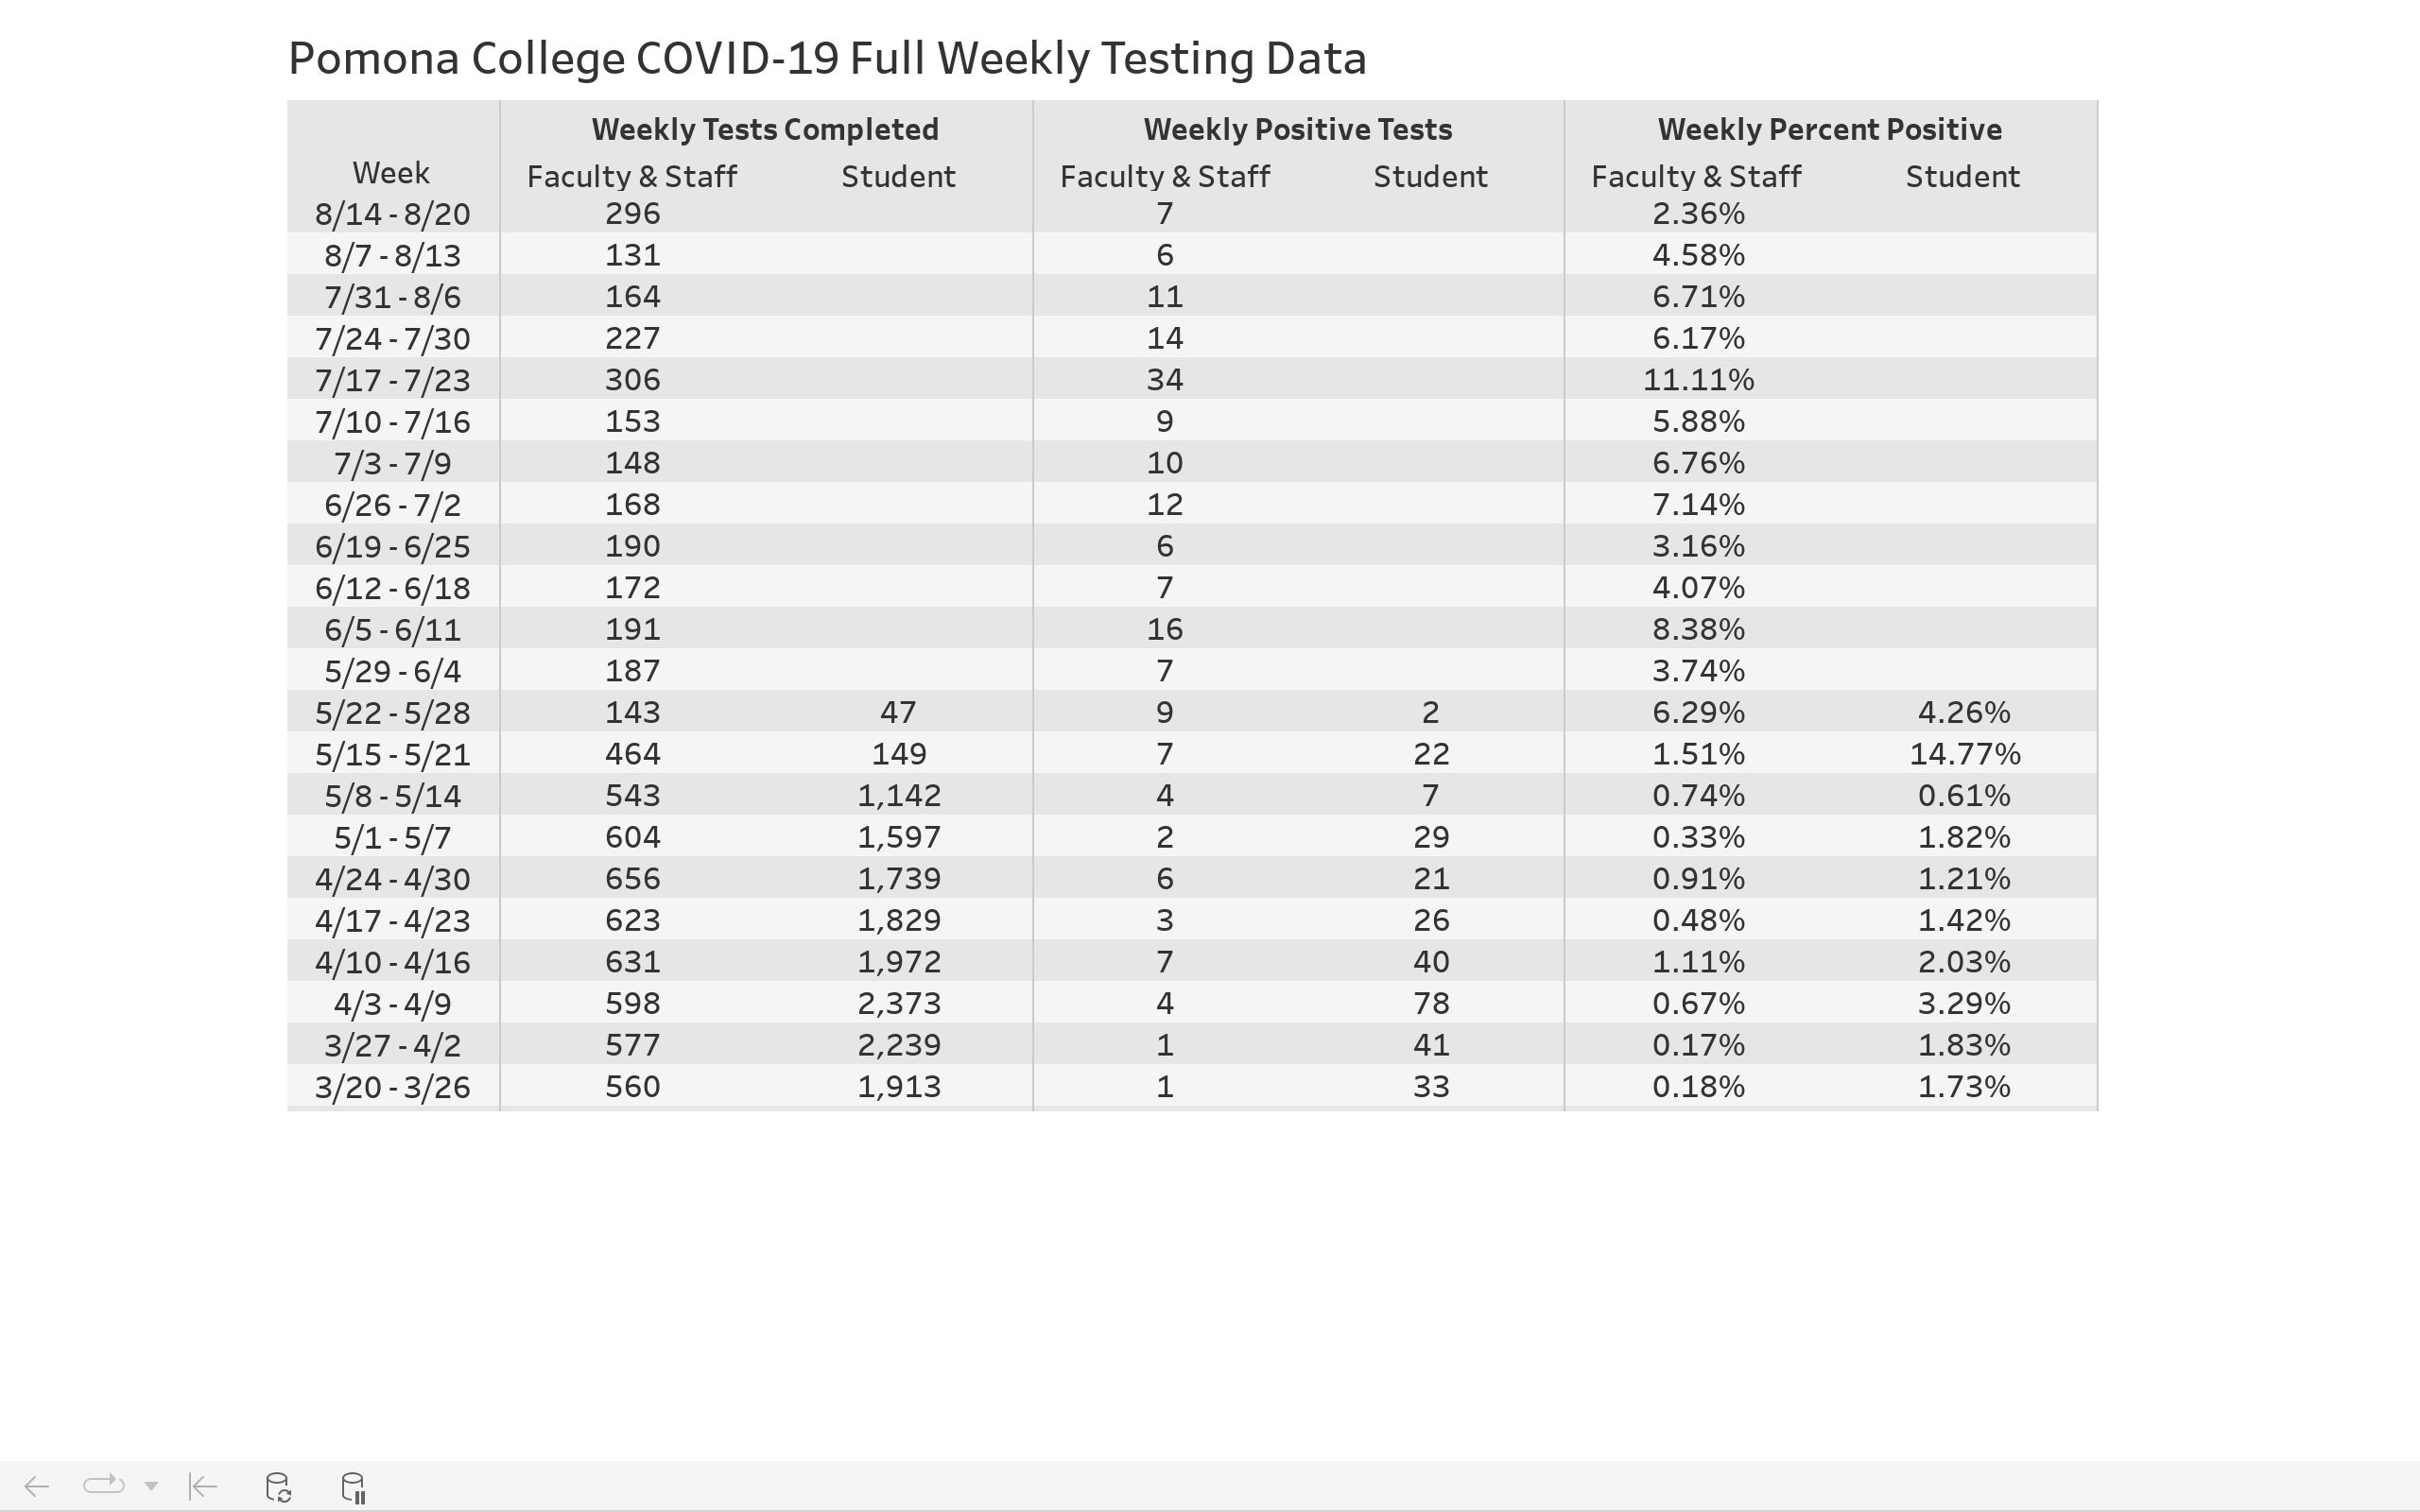 Pomona College COVID-19 Full Weekly Testing Data
Weekly Tests Completed Weekly Positive Tests Weekly Percent Positive
Week Faculty & Staff Student Faculty & Staff Student Faculty & Staff Student
8/14 - 8/20 296 7 2.36%
8/7 - 8/13 131 6 4.58%
7/31 - 8/6 164 11 6.71%
7/24 - 7/30 227 14 6.17%
7/17 - 7/23 306 34 11.11%
7/10 - 7/16 153 9 5.88%
7/3 - 7/9 148 10 6.76%
6/26 - 7/2 168 12 7.14%
6/19 - 6/25 190 6 3.16%
6/12 - 6/18 172 7 4.07%
6/5 - 6/11 191 16 8.38%
5/29 - 6/4 187 7 3.74%
5/22 - 5/28 143 47 9 2 6.29% 4.26%
5/15 - 5/21 464 149 7 22 1.51% 14.77%
5/8 - 5/14 543 1,142 4 7 0.74% 0.61%
5/1 - 5/7 604 1,597 2 29 0.33% 1.82%
4/24 - 4/30 656 1,739 6 21 0.91% 1.21%
4/17 - 4/23 623 1,829 3 26 0.48% 1.42%
4/10 - 4/16 631 1,972 7 40 1.11% 2.03%
4/3 - 4/9 598 2,373 4 78 0.67% 3.29%
3/27 - 4/2 577 2,239 1 41 0.17% 1.83%
3/20 - 3/26 560 1,913 1 33 0.18% 1.73%